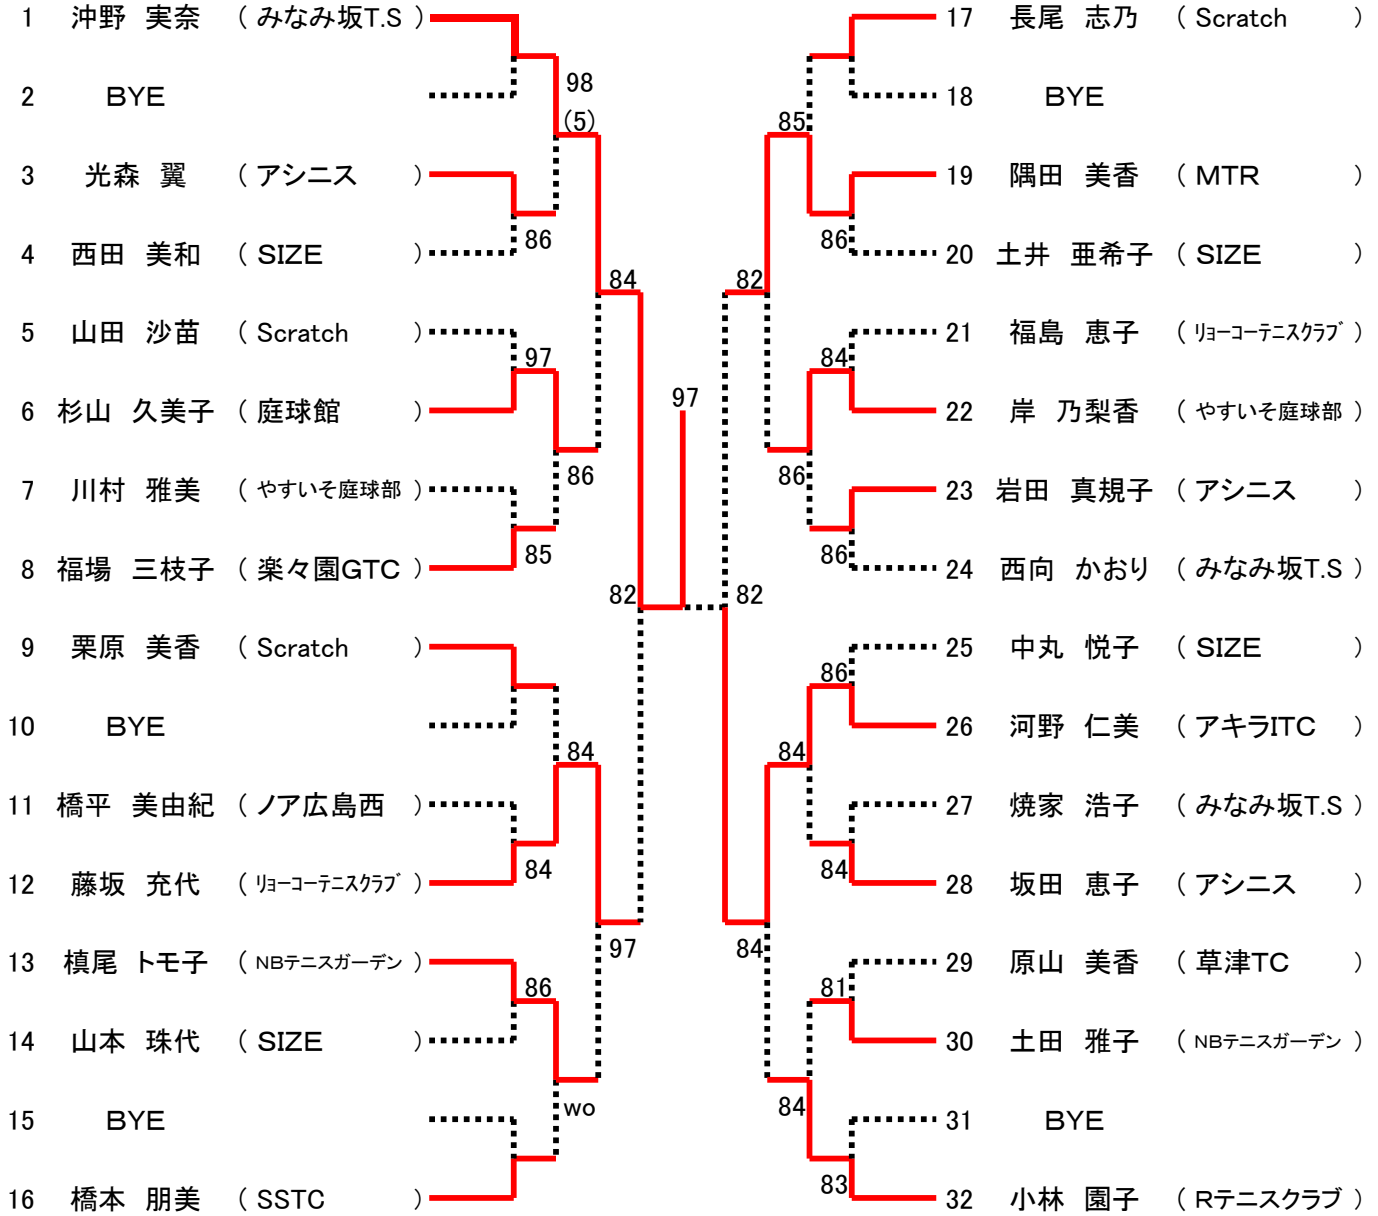 1 沖野 実奈 ( みなみ坂T.S )
2 BYE
3 光森 翼 ( アシニス )
4 西田 美和 ( SIZE )
5 山田 沙苗 ( Scratch )
6 杉山 久美子 ( 庭球館 )
7 川村 雅美 ( やすいそ庭球部 )
8 福場 三枝子 ( 楽々園GTC )
9 栗原 美香 ( Scratch )
10 BYE
11 橋平 美由紀 ( ノア広島西 )
12 藤坂 充代 ( ﾘｮｰｺｰﾃﾆｽｸﾗﾌﾞ )
13 槙尾 トモ子 ( NBテニスガーデン )
14 山本 珠代 ( SIZE )
15 BYE
16 橋本 朋美 ( SSTC )
98
(5)
86
84
97
86
85
82
84
84
97
86
wo
97
85
86
82
84
86
86
82
86
84
84
84
81
84
83
17 長尾 志乃 ( Scratch )
18 BYE
19 隅田 美香 ( MTR )
20 土井 亜希子 ( SIZE )
21 福島 恵子 ( ﾘｮｰｺｰﾃﾆｽｸﾗﾌﾞ )
22 岸 乃梨香 ( やすいそ庭球部 )
23 岩田 真規子 ( アシニス )
24 西向 かおり ( みなみ坂T.S )
25 中丸 悦子 ( SIZE )
26 河野 仁美 ( アキラITC )
27 焼家 浩子 ( みなみ坂T.S )
28 坂田 恵子 ( アシニス )
29 原山 美香 ( 草津TC )
30 土田 雅子 ( NBテニスガーデン )
31 BYE
32 小林 園子 ( Rテニスクラブ )